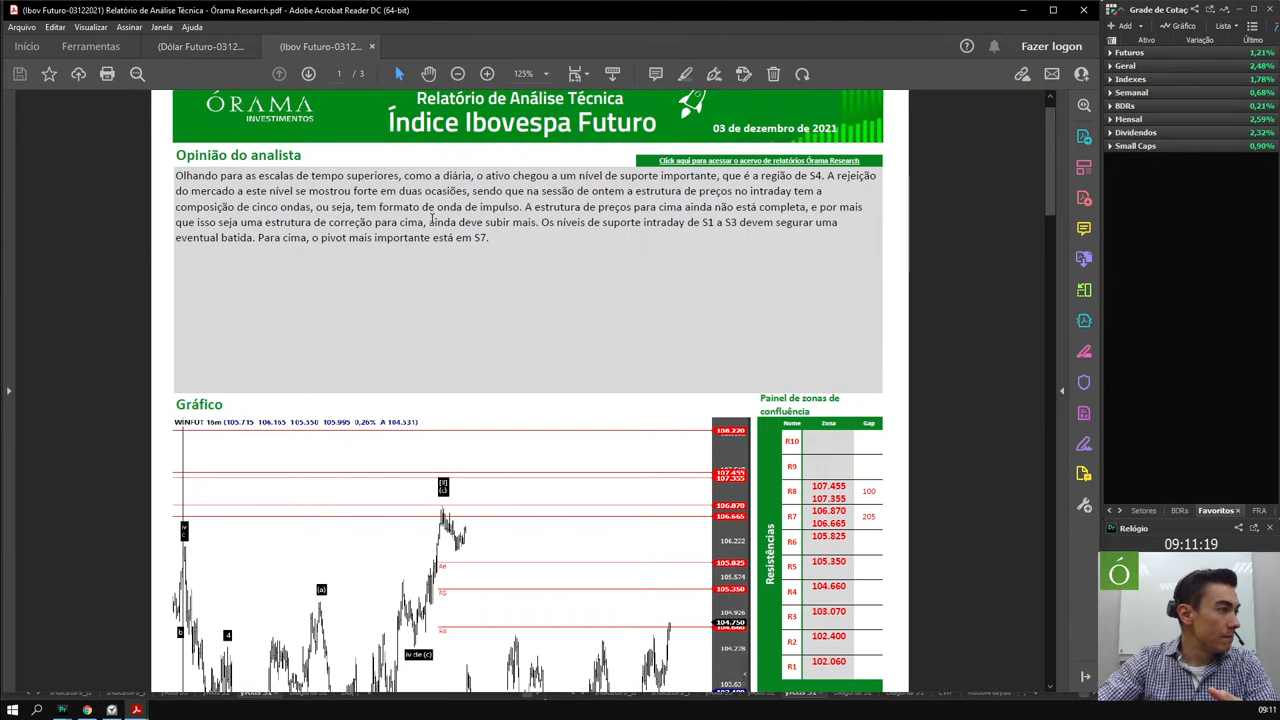 (Ibov Futuro-03122021) Relatório de Análise Técnica - Órama Research.pdf - Adobe Acrobat Reader DC (64-bit)
Arquivo Editar Visualizar Assinar Janela Ajuda
Início Ferramentas (Dólar Futuro-0312... (Ibov Futuro-0312... × Fazer logon
1 / 3 125%
ÓRAMA
INVESTIMENTOS
Relatório de Análise Técnica
Índice Ibovespa Futuro
03 de dezembro de 2021
Opinião do analista
Click aqui para acessar o acervo de relatórios Órama Research
Olhando para as escalas de tempo superiores, como a diária, o ativo chegou a um nível de suporte importante, que é a região de S4. A rejeição
do mercado a este nível se mostrou forte em duas ocasiões, sendo que na sessão de ontem a estrutura de preços no intraday tem a
composição de cinco ondas, ou seja, tem formato de onda de impulso. A estrutura de preços para cima ainda não está completa, e por mais
que isso seja uma estrutura de correção para cima, ainda deve subir mais. Os níveis de suporte intraday de S1 a S3 devem segurar uma
eventual batida. Para cima, o pivot mais importante está em S7.
Gráfico
WINFUT 16m (105.715 106.165 105.550 105.995 0,26% A 104.531)
108.220
107.455
107.355
106.870
106.665
106.222
105.825
105.574
105.350
104.926
104.750
104.660
104.278
[ii]
(c)
iv
c
b
4
(a)
iv de (c)
R6
R5
R4
Painel de zonas de
confluência
Nome Zona Gap
Resistências
R10
R9
R8 107.455 107.355 100
R7 106.870 106.665 205
R6 105.825
R5 105.350
R4 104.660
R3 103.070
R2 102.400
R1 102.060
Grade de Cotaç
Add Gráfico Lista
Ativo Variação Último
Futuros 1,21%
Geral 2,48%
Indexes 1,78%
Semanal 0,68%
BDRs 0,21%
Mensal 2,59%
Dividendos 2,32%
Small Caps 0,90%
Setores BDRs Favoritos FRA
Relógio
09:11:19
Ó
09:11